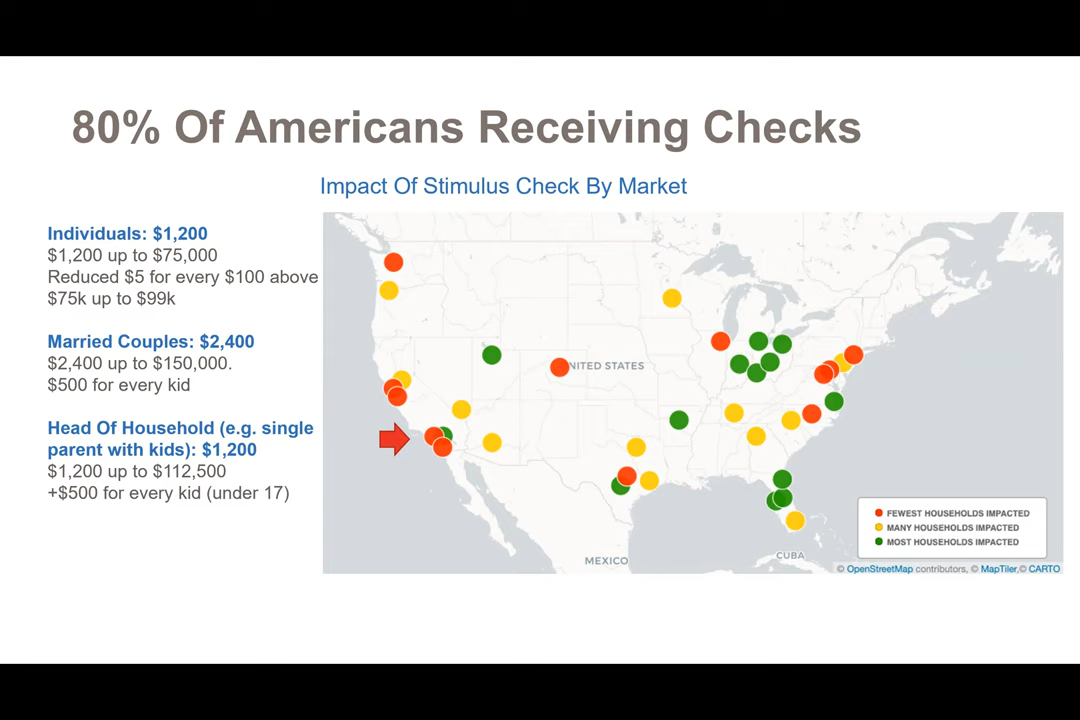 80% Of Americans Receiving Checks
Impact Of Stimulus Check By Market
Individuals: $1,200
$1,200 up to $75,000
Reduced $5 for every $100 above
$75k up to $99k
Married Couples: $2,400
$2,400 up to $150,000.
$500 for every kid
Head Of Household (e.g. single
parent with kids): $1,200
$1,200 up to $112,500
+$500 for every kid (under 17)
NITED STATES
MEXICO
CUBA
FEWEST HOUSEHOLDS IMPACTED
MANY HOUSEHOLDS IMPACTED
MOST HOUSEHOLDS IMPACTED
© OpenStreetMap contributors, © MapTiler,© CARTO